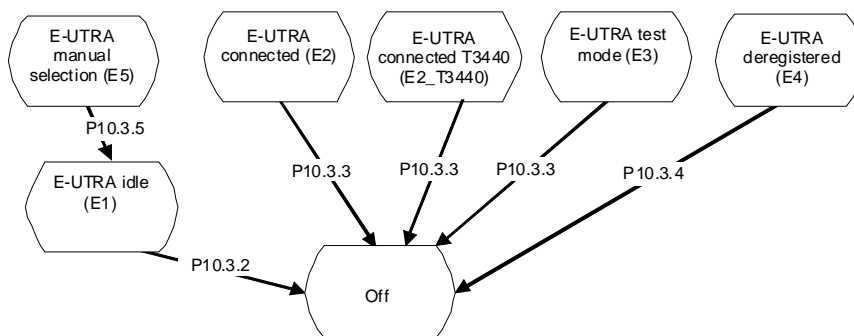 E-UTRA
manual
selection (E5)
E-UTRA
connected (E2)
E-UTRA
connected T3440
(E2_T3440)
E-UTRA test
mode (E3)
E-UTRA
deregistered
(E4)
P10.3.5
P10.3.3
P10.3.3
P10.3.3
P10.3.4
E-UTRA idle
(E1)
P10.3.2
Off